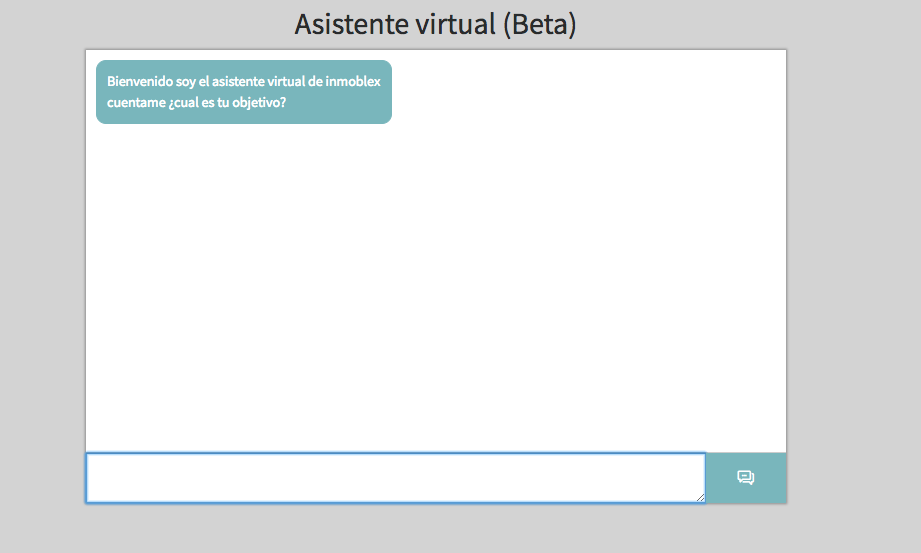 Asistente virtual (Beta)
Bienvenido soy el asistente virtual de inmoblex
cuentame ¿cual es tu objetivo?